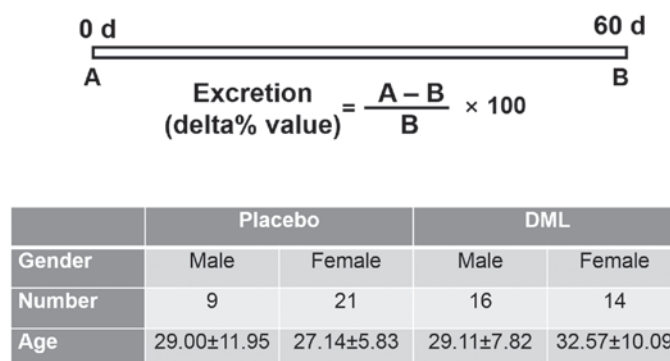 0 d 60 d
A B
Excretion (delta% value) = A – B / B × 100
Placebo DML
Gender Male Female Male Female
Number 9 21 16 14
Age 29.00±11.95 27.14±5.83 29.11±7.82 32.57±10.09